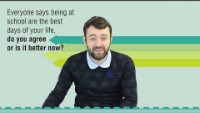 Everyone says being at
school are the best
days of your life,
do you agree
or is it better now?